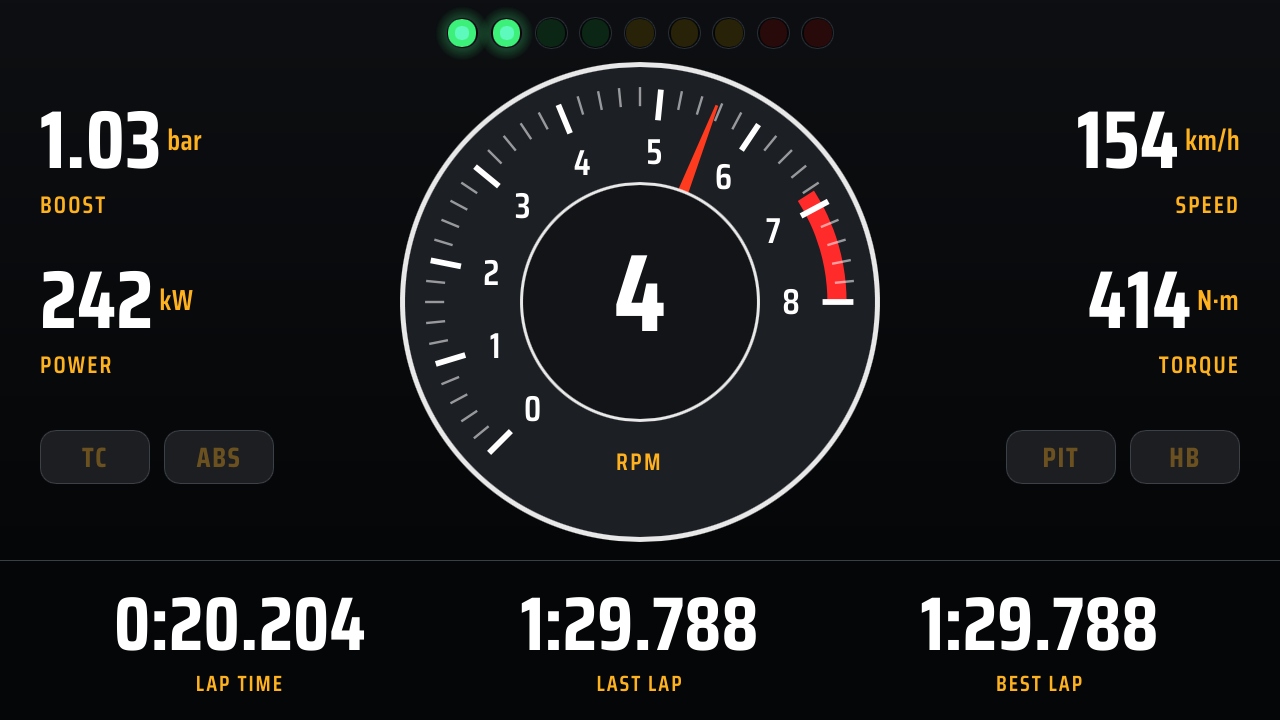 1.03 bar
BOOST
242 kW
POWER
TC ABS
0
1
2
3
4
5
6
7
8
4
RPM
154 km/h
SPEED
414 N·m
TORQUE
PIT HB
0:20.204
LAP TIME
1:29.788
LAST LAP
1:29.788
BEST LAP